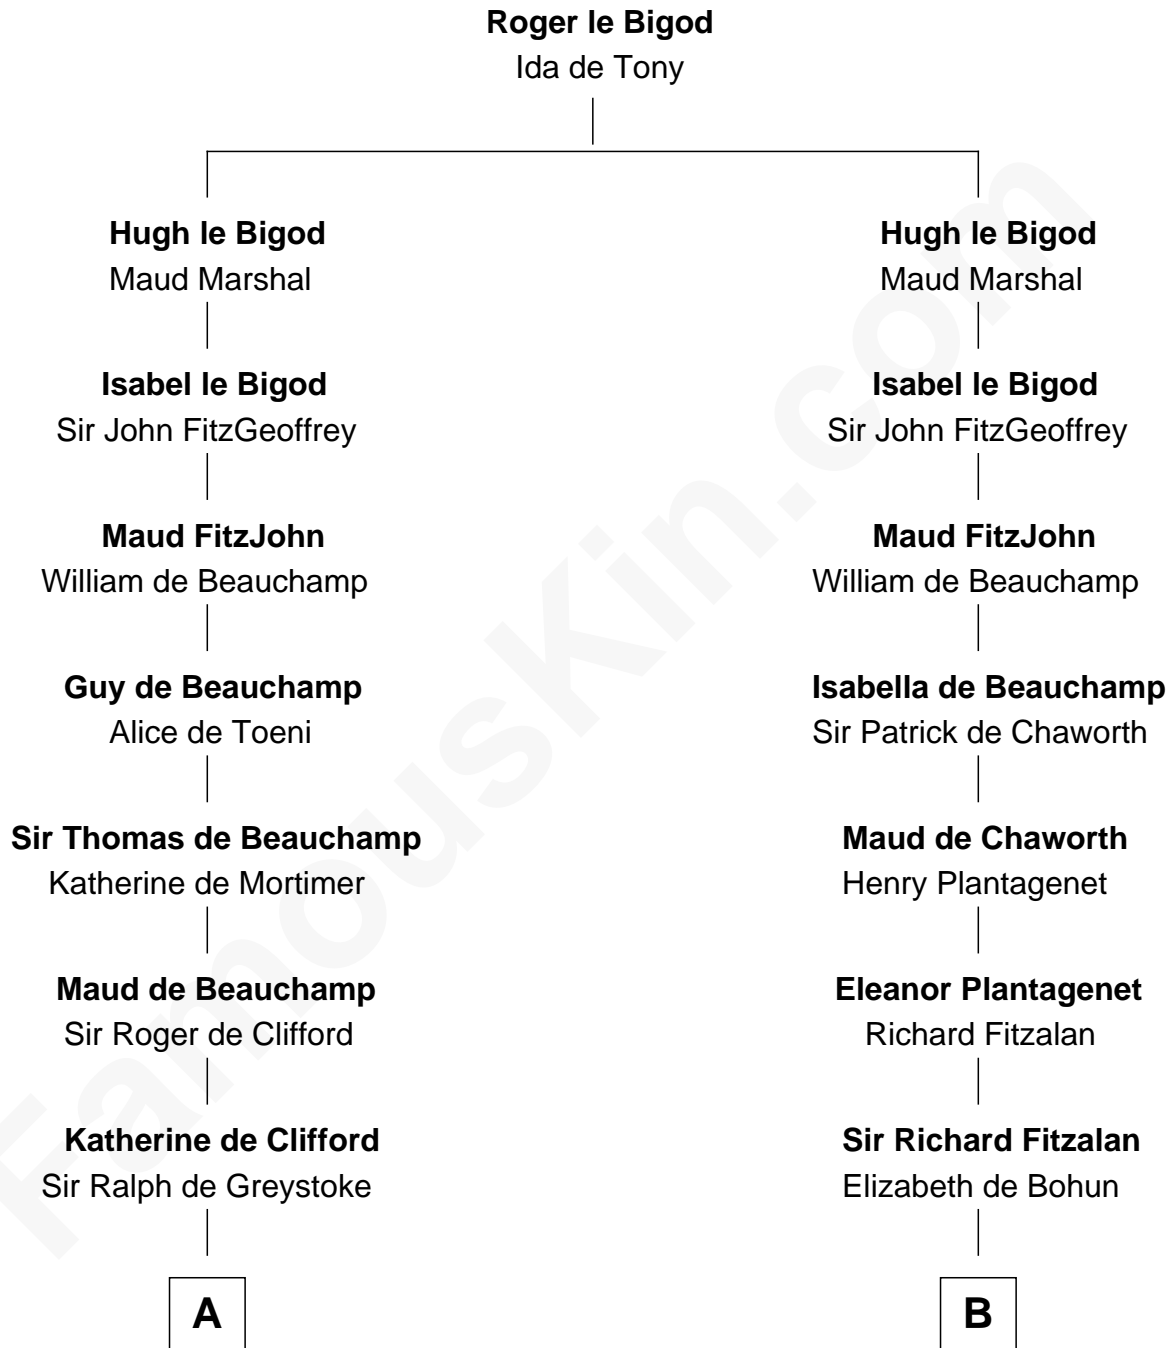 Roger le Bigod
Ida de Tony
Hugh le Bigod
Maud Marshal
Isabel le Bigod
Sir John FitzGeoffrey
Maud FitzJohn
William de Beauchamp
Guy de Beauchamp
Alice de Toeni
Sir Thomas de Beauchamp
Katherine de Mortimer
Maud de Beauchamp
Sir Roger de Clifford
Katherine de Clifford
Sir Ralph de Greystoke
A
Hugh le Bigod
Maud Marshal
Isabel le Bigod
Sir John FitzGeoffrey
Maud FitzJohn
William de Beauchamp
Isabella de Beauchamp
Sir Patrick de Chaworth
Maud de Chaworth
Henry Plantagenet
Eleanor Plantagenet
Richard Fitzalan
Sir Richard Fitzalan
Elizabeth de Bohun
B
FamousKin.com